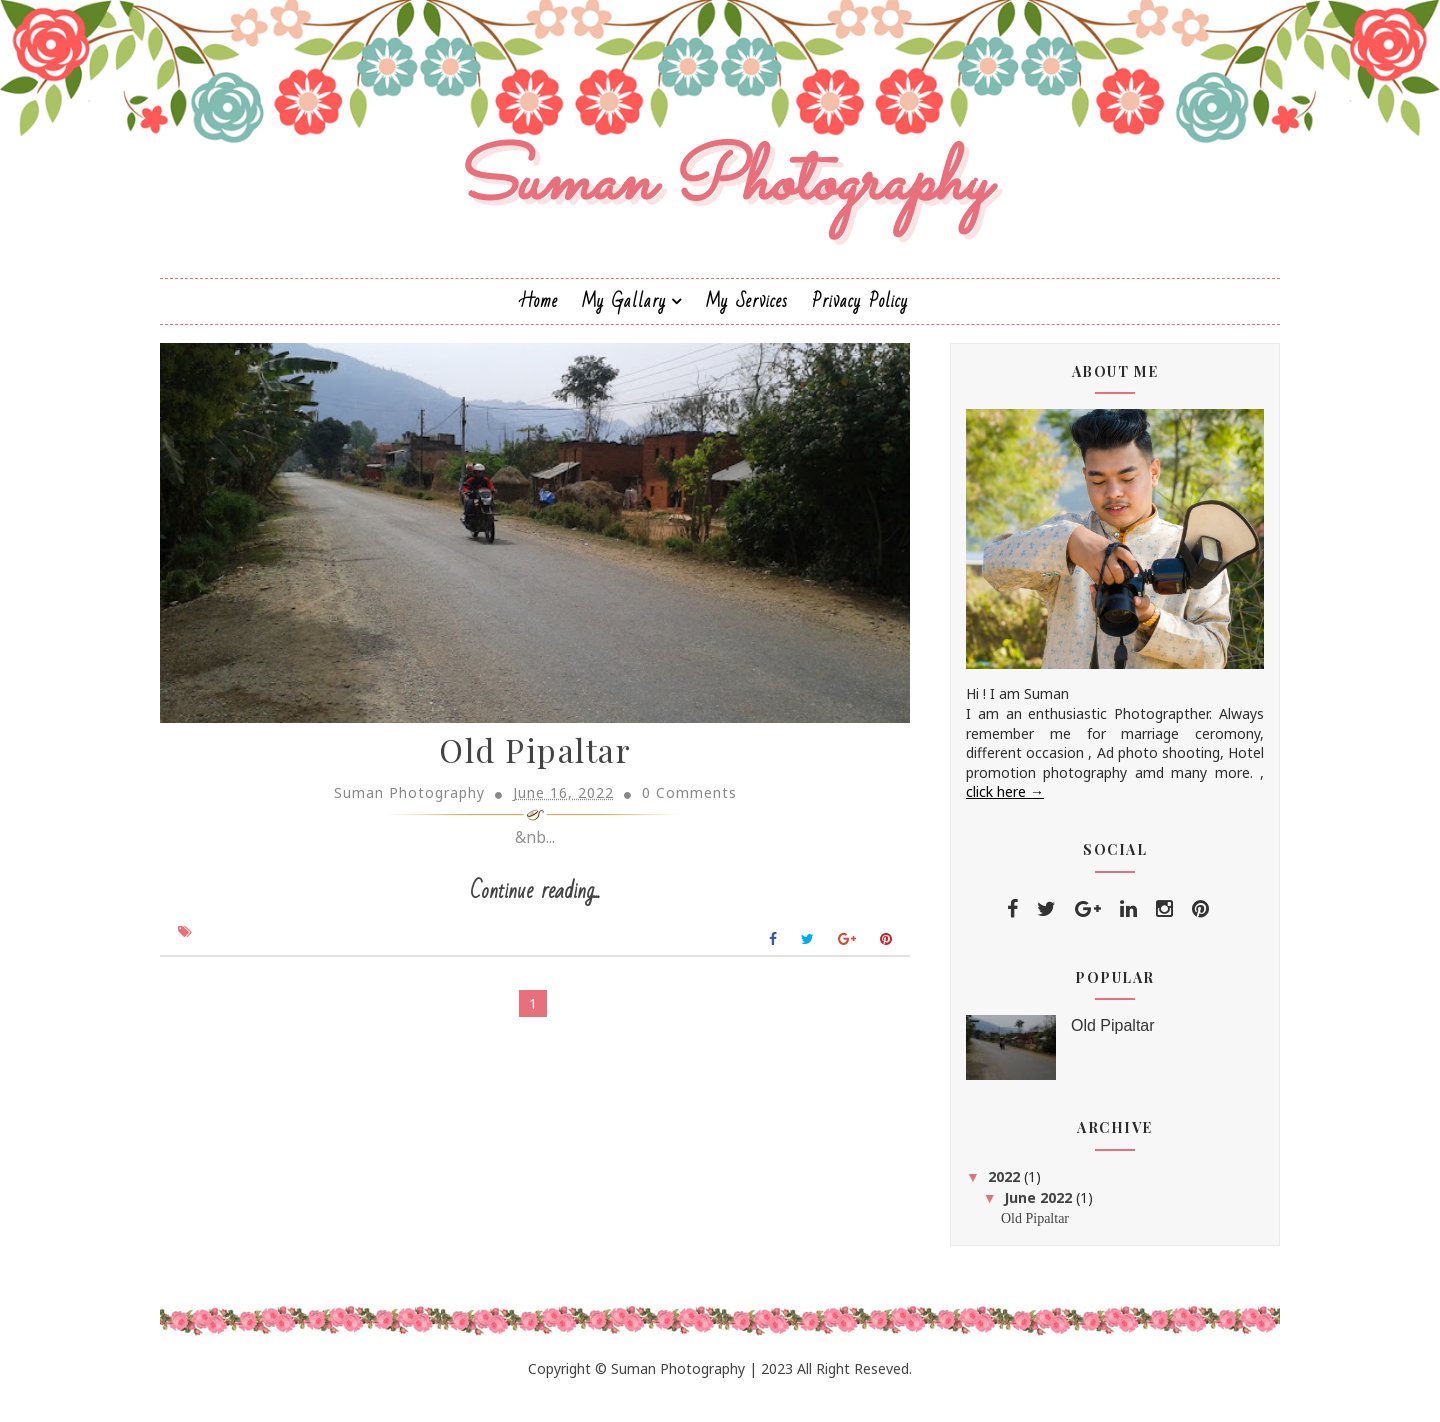 Suman Photography
Home My Gallary My Services Privacy Policy
Old Pipaltar
Suman Photography ● June 16, 2022 ● 0 Comments
&nb...
Continue reading...
1
ABOUT ME
Hi ! I am Suman
I am an enthusiastic Photograpther. Always
remember me for marriage ceromony,
different occasion , Ad photo shooting, Hotel
promotion photography amd many more. ,
click here →
SOCIAL
POPULAR
Old Pipaltar
ARCHIVE
▼ 2022 (1)
▼ June 2022 (1)
Old Pipaltar
Copyright © Suman Photography | 2023 All Right Reseved.